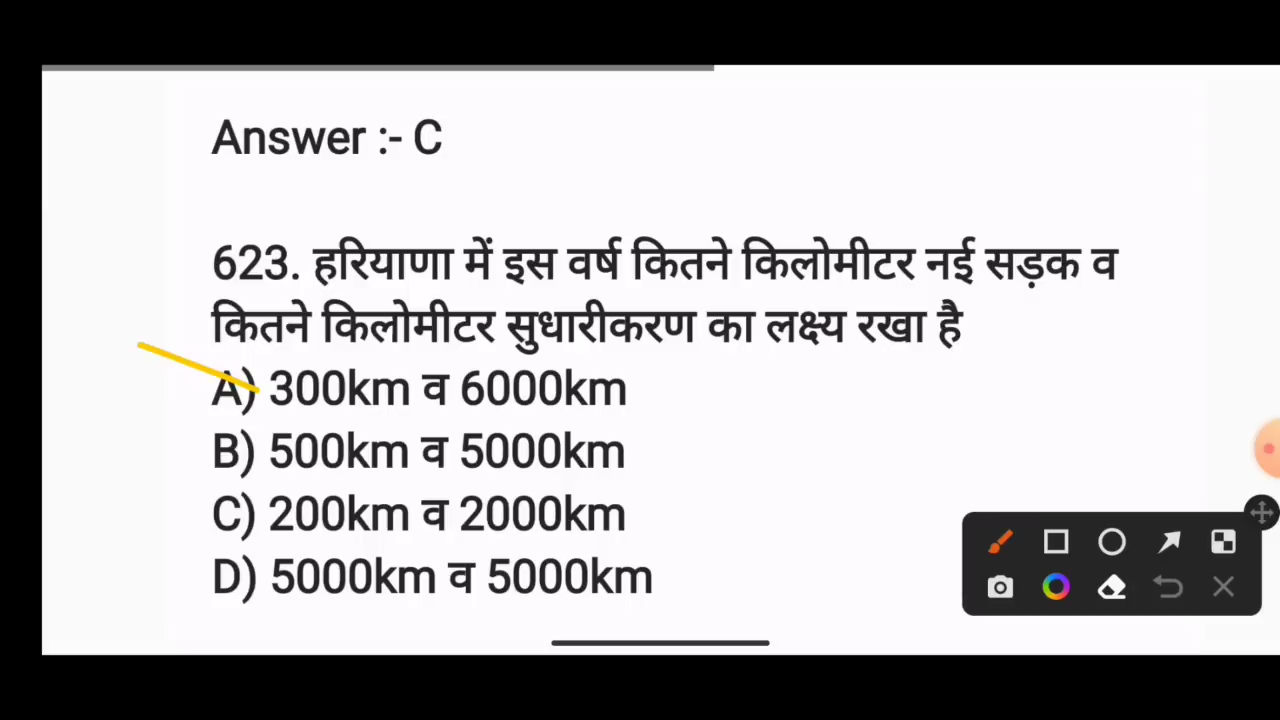 Answer :- C
623. हरियाणा में इस वर्ष कितने किलोमीटर नई सड़क व
कितने किलोमीटर सुधारीकरण का लक्ष्य रखा है
A) 300km व 6000km
B) 500km व 5000km
C) 200km व 2000km
D) 5000km व 5000km